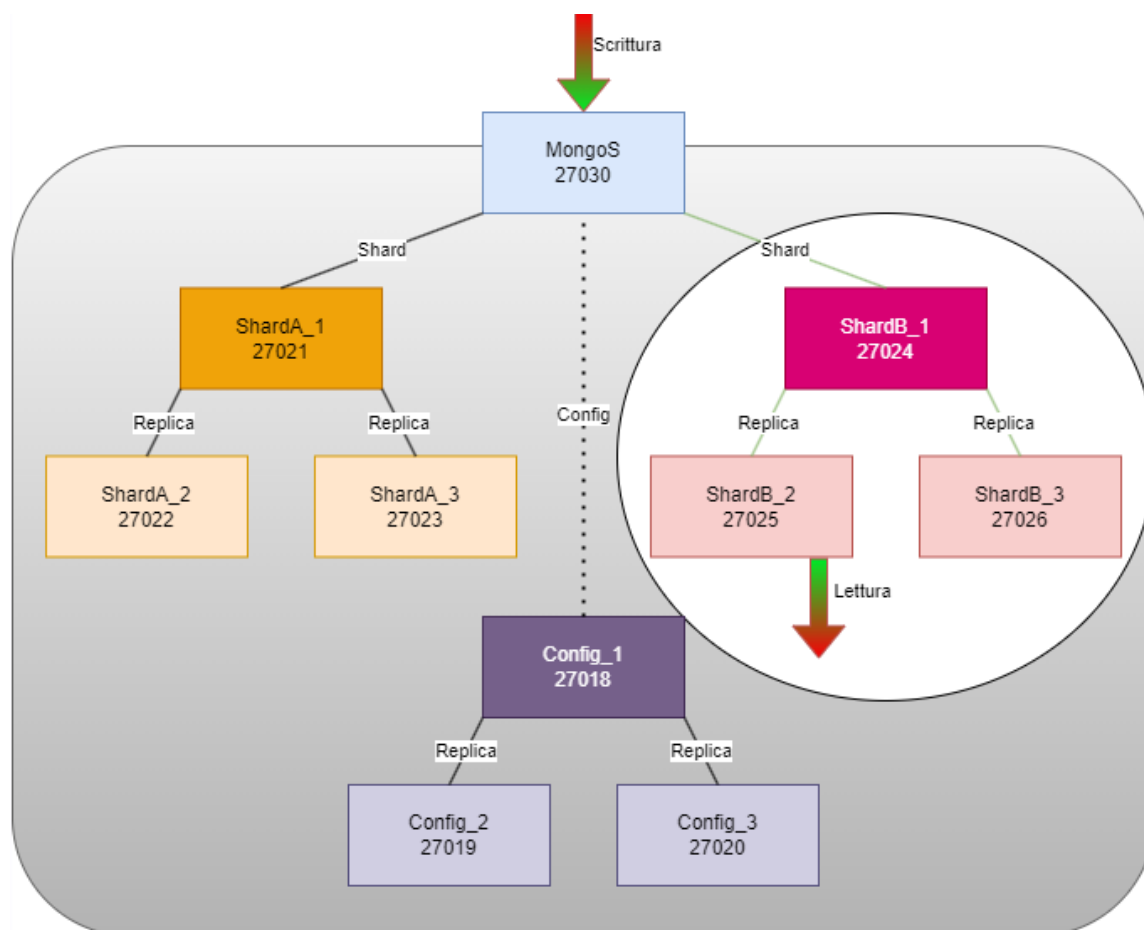 Scrittura
MongoS
27030
Shard
Shard
ShardA_1
27021
ShardB_1
27024
Replica
Replica
Config
Replica
Replica
ShardA_2
27022
ShardA_3
27023
ShardB_2
27025
ShardB_3
27026
Lettura
Config_1
27018
Replica
Replica
Config_2
27019
Config_3
27020